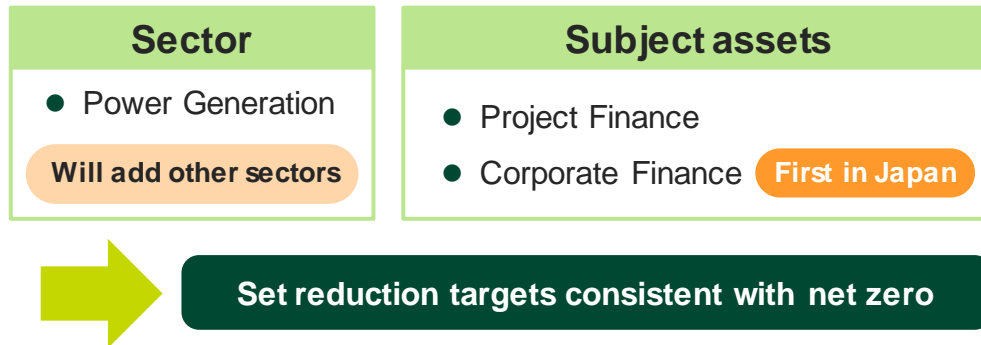 Sector
Power Generation
Will add other sectors
Subject assets
Project Finance
Corporate Finance First in Japan
Set reduction targets consistent with net zero